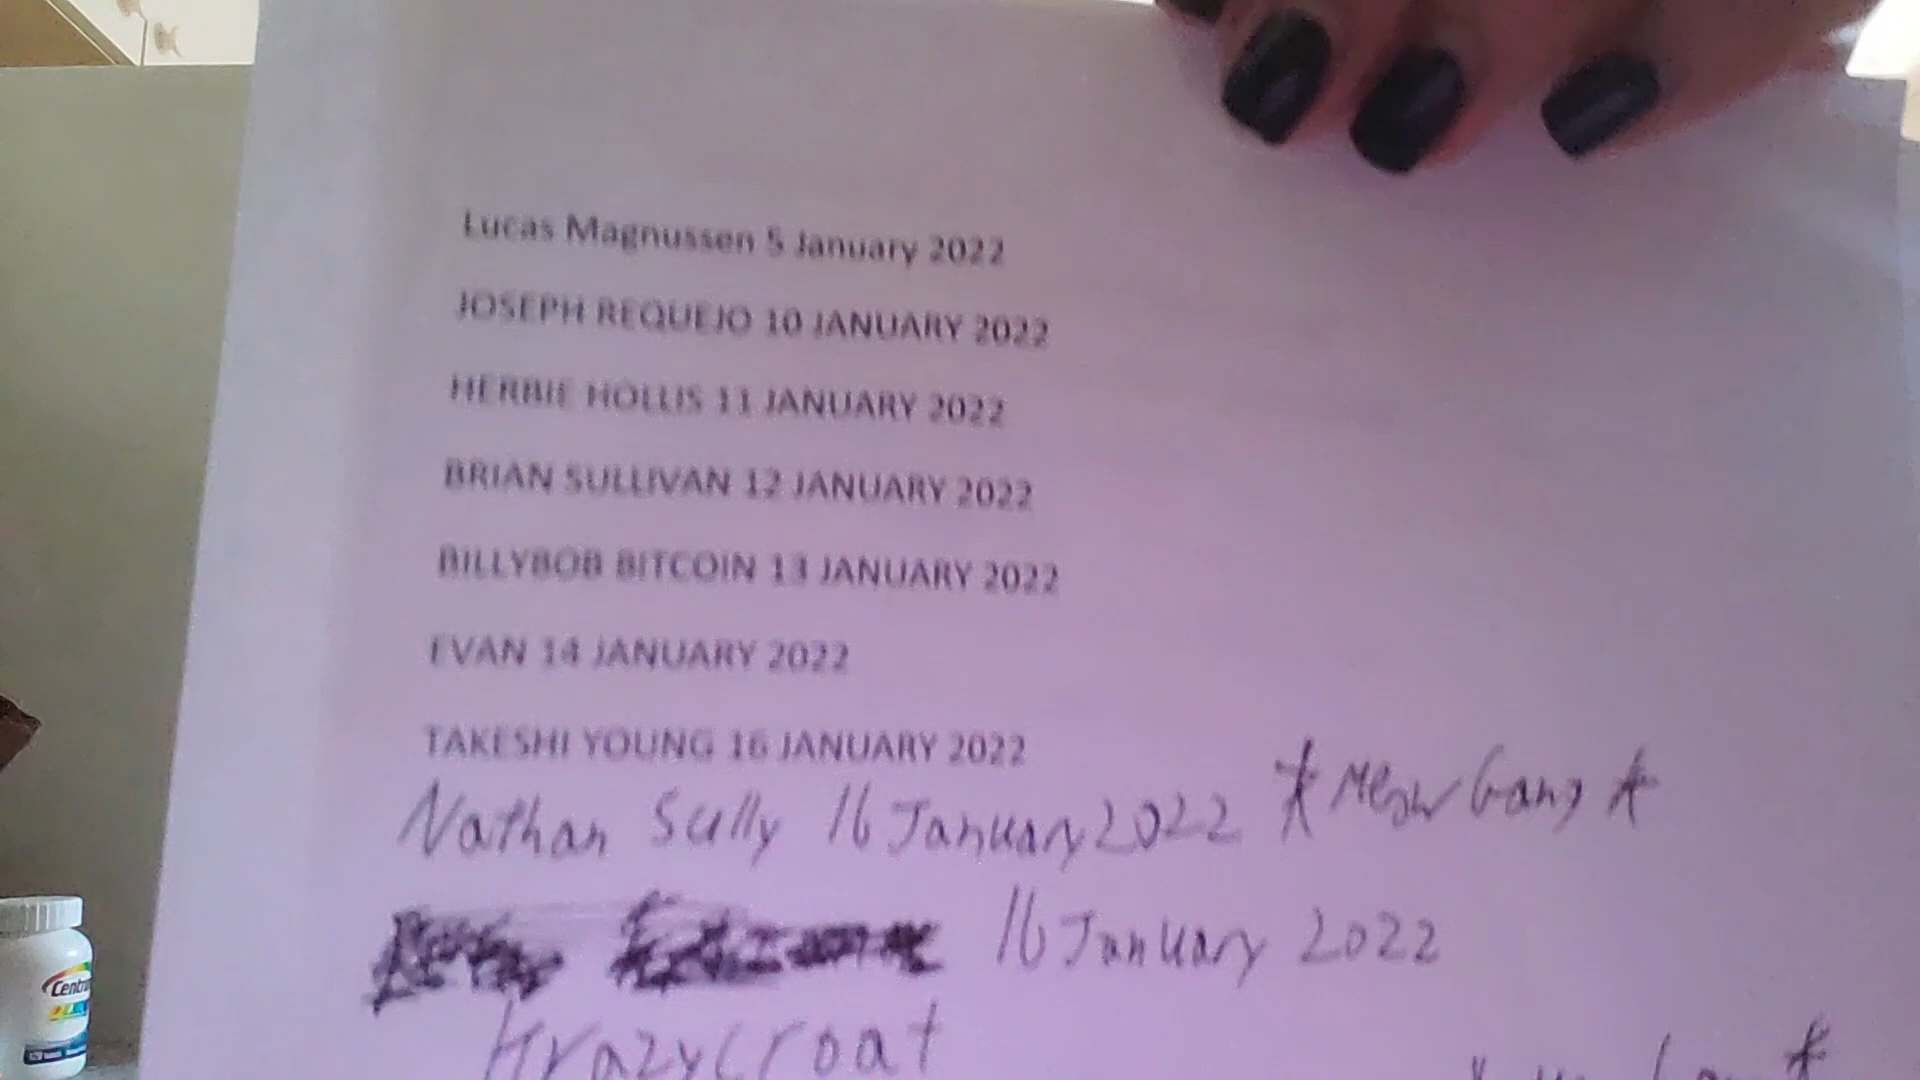 Lucas Magnussen 5 January 2022
JOSEPH REQUEJO 10 JANUARY 2022
HERBIE HOLLIS 11 JANUARY 2022
BRIAN SULLIVAN 12 JANUARY 2022
BILLYBOB BITCOIN 13 JANUARY 2022
EVAN 14 JANUARY 2022
TAKESHI YOUNG 16 JANUARY 2022
Nathan Sully 16 January 2022 *Meow Gang*
16 January 2022
Krazycroat
Centru